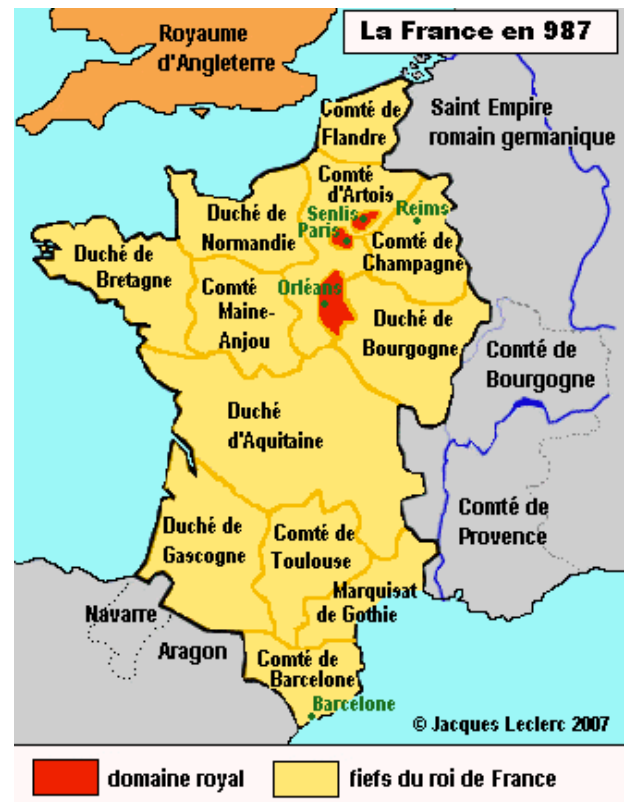 La France en 987
Royaume
d'Angleterre
Saint Empire
romain germanique
Comté de
Flandre
Comté
d'Artois
Senlis
Reims
Paris
Duché de
Normandie
Comté de
Champagne
Duché de
Bretagne
Comté
Maine-
Anjou
Orléans
Duché de
Bourgogne
Comté de
Bourgogne
Duché
d'Aquitaine
Comté de
Provence
Duché de
Gascogne
Comté de
Toulouse
Marquisat
de Gothie
Navarre
Aragon
Comté de
Barcelone
Barcelone
© Jacques Leclerc 2007
domaine royal
fiefs du roi de France